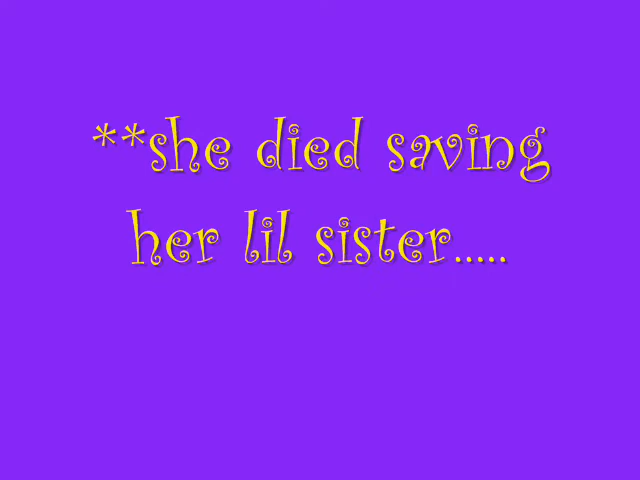 **she died saving
her lil sister.....